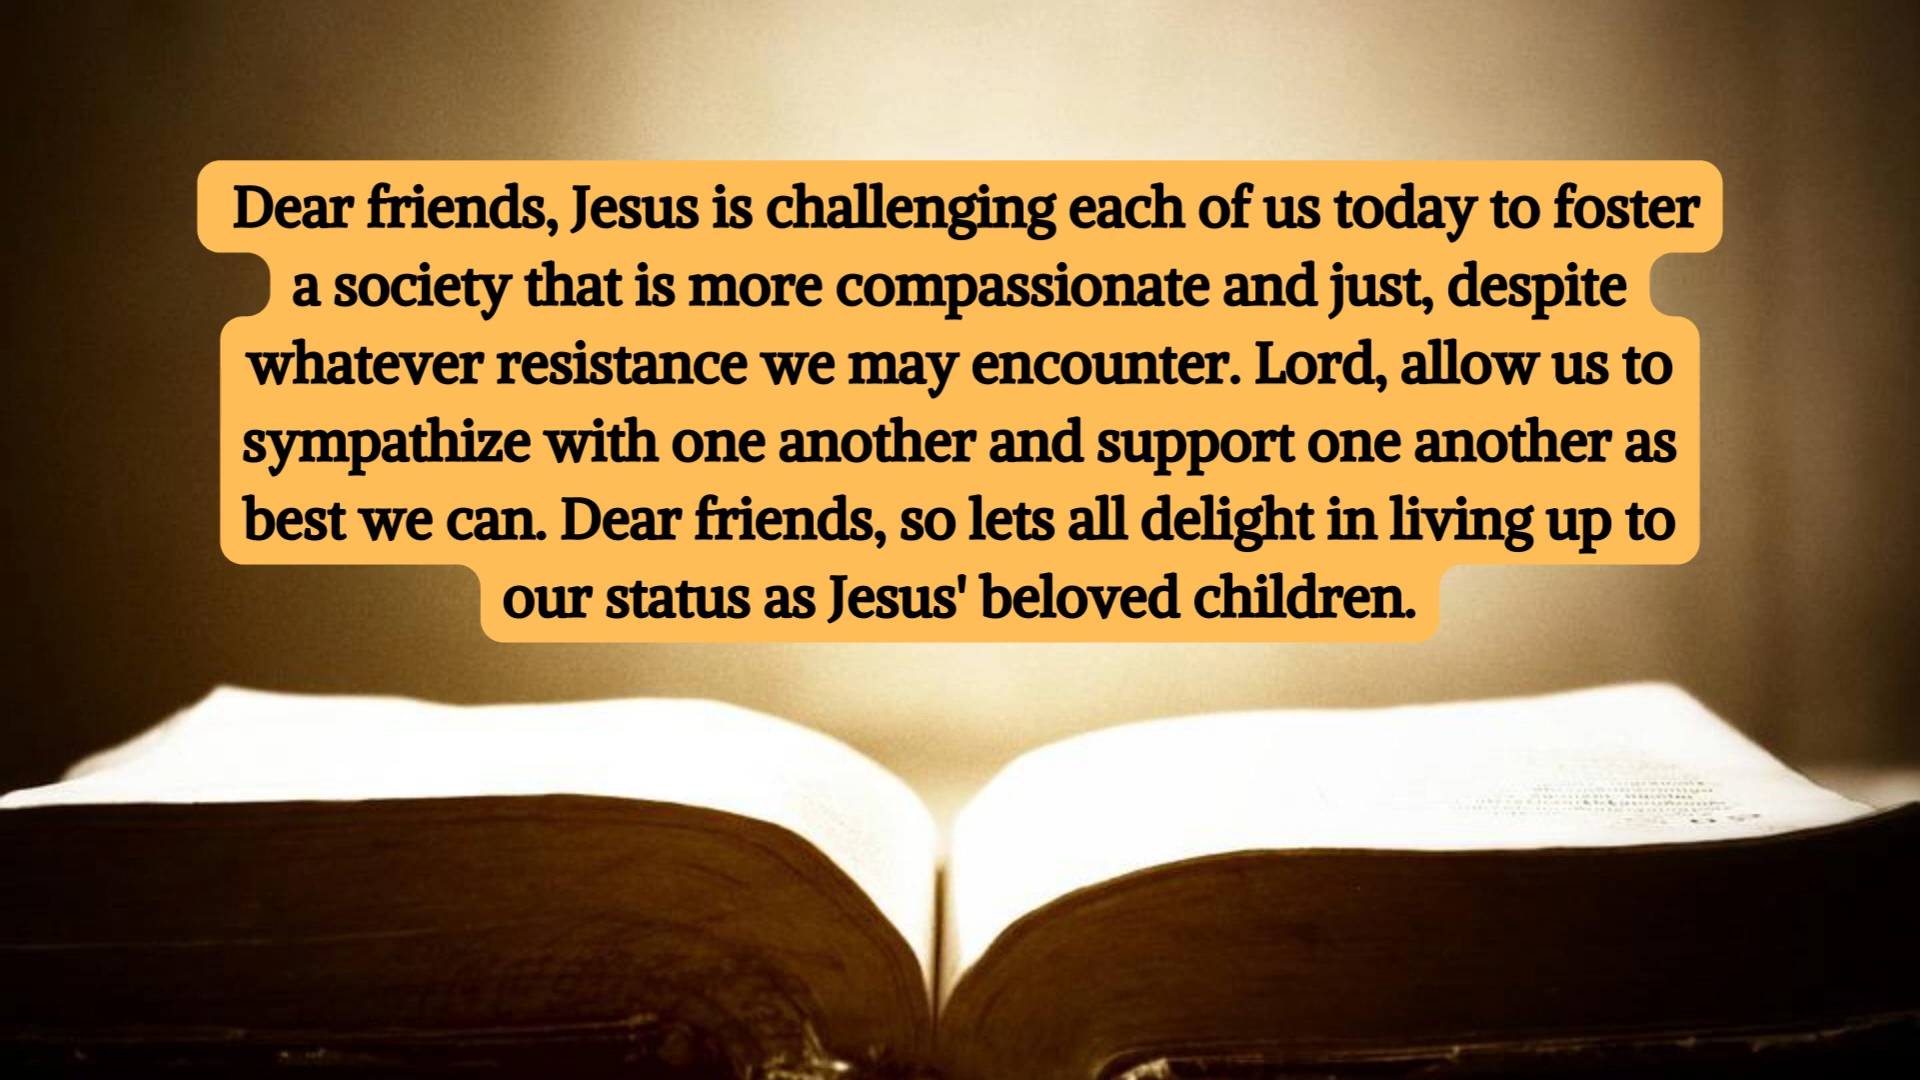 Dear friends, Jesus is challenging each of us today to foster
a society that is more compassionate and just, despite
whatever resistance we may encounter. Lord, allow us to
sympathize with one another and support one another as
best we can. Dear friends, so lets all delight in living up to
our status as Jesus' beloved children.